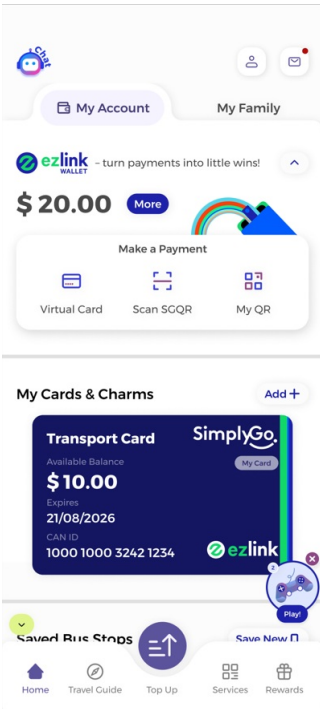 Chat
My Account
My Family
ezlink – turn payments into little wins!
WALLET
$ 20.00 More
Make a Payment
Virtual Card
Scan SGQR
My QR
My Cards & Charms
Add +
Transport Card
SimplyGo.
Available Balance
My Card
$ 10.00
Expires
21/08/2026
CAN ID
1000 1000 3242 1234
ezlink
2
Play!
Saved Bus Stops
Save New
Home
Travel Guide
Top Up
Services
Rewards